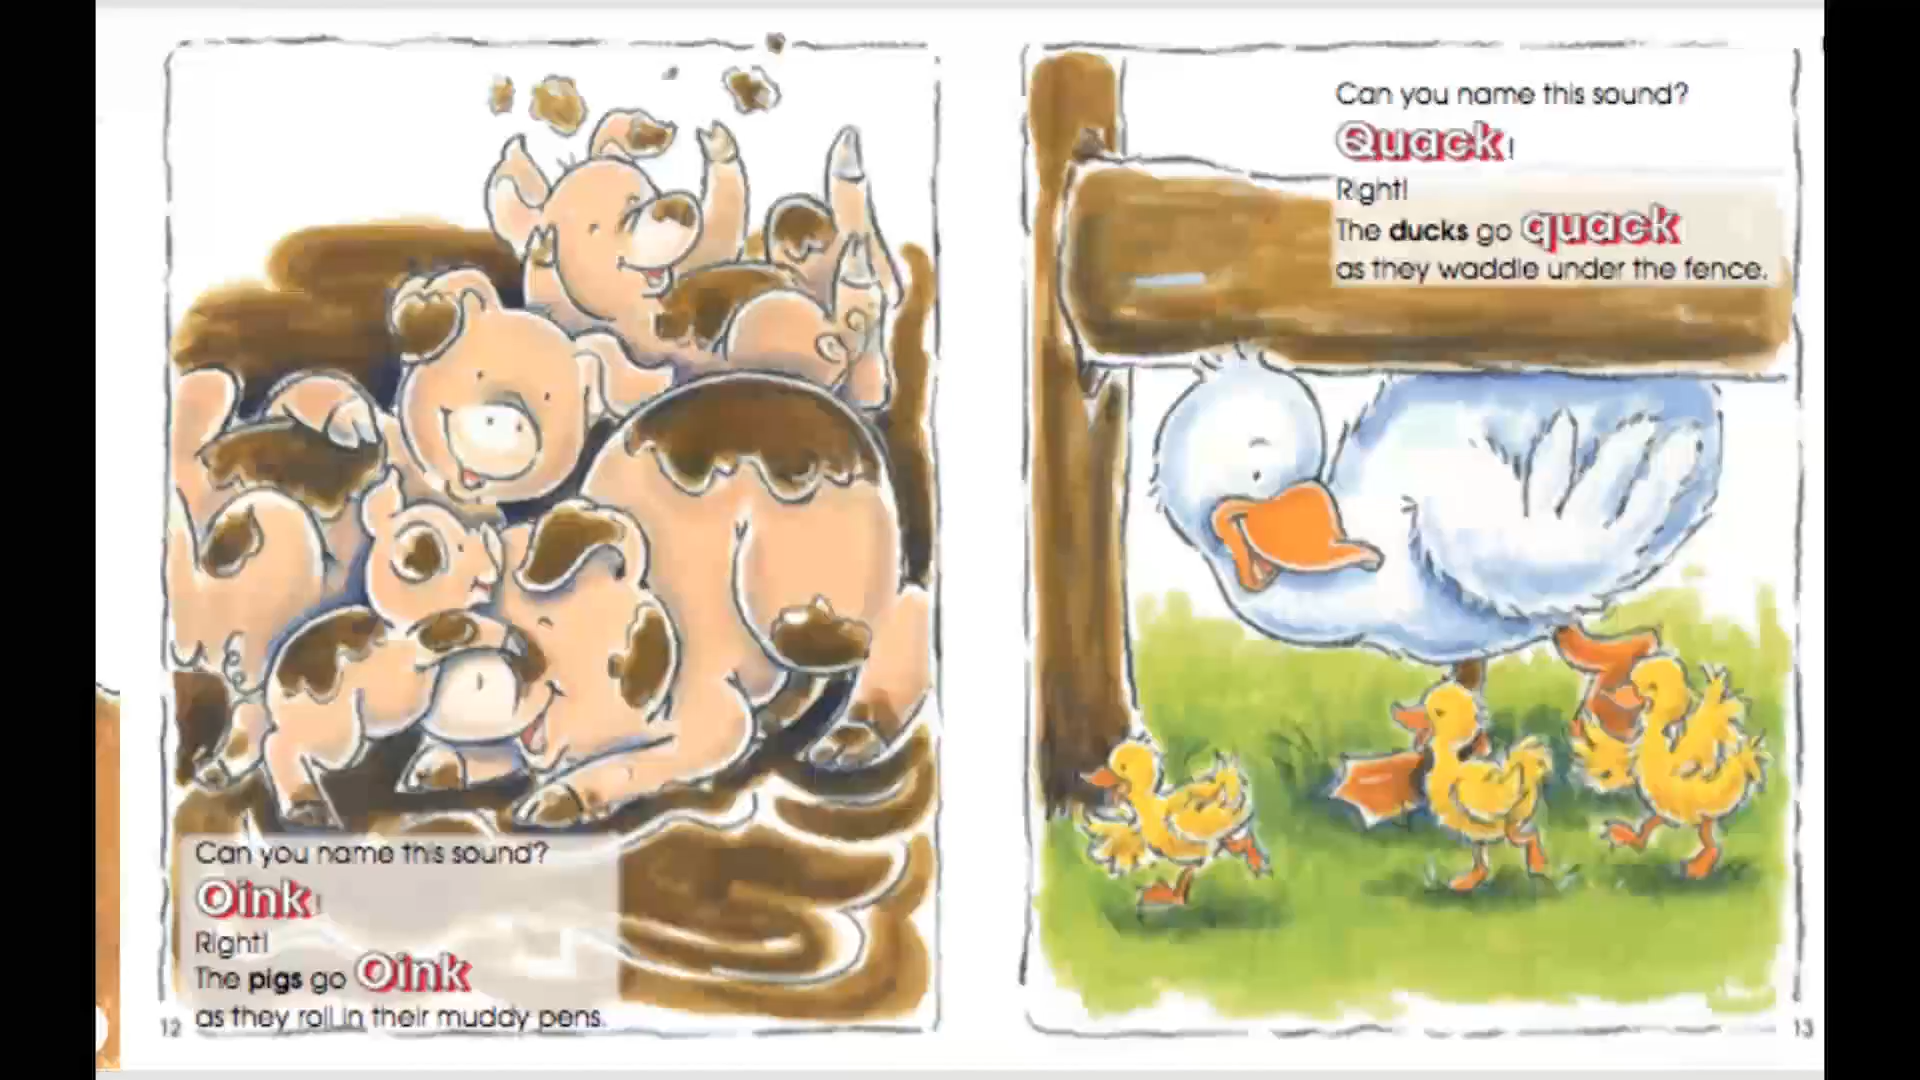 Can you name this sound?
Oink!
Right!
The pigs go Oink
as they roll in their muddy pens.
12
Can you name this sound?
Quack!
Right!
The ducks go quack
as they waddle under the fence.
13